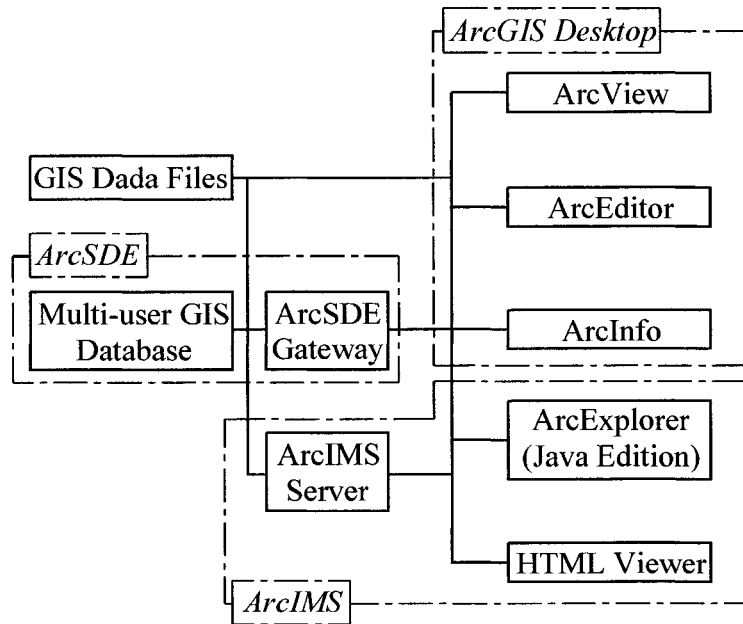 ArcGIS Desktop
ArcView
GIS Dada Files
ArcEditor
ArcSDE
Multi-user GIS
Database
ArcSDE
Gateway
ArcInfo
ArcIMS
Server
ArcExplorer
(Java Edition)
HTML Viewer
ArcIMS